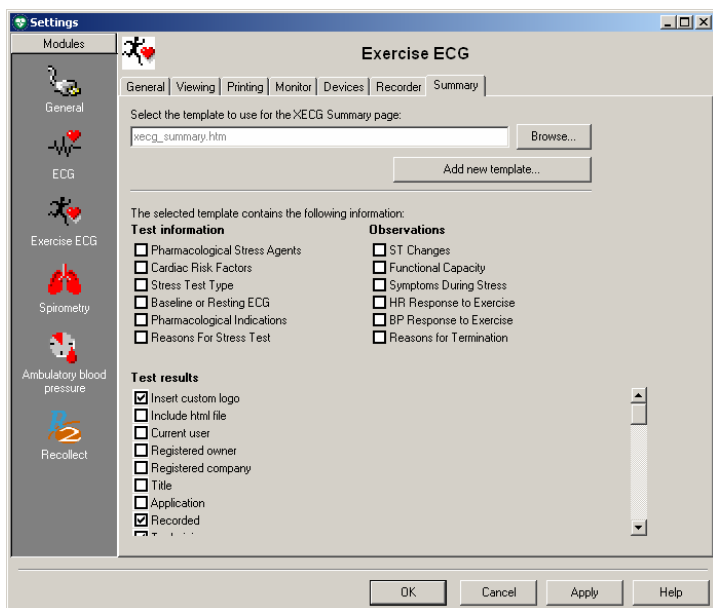 Settings
Modules
General
ECG
Exercise ECG
Spirometry
Ambulatory blood
pressure
Recollect
Exercise ECG
General Viewing Printing Monitor Devices Recorder Summary
Select the template to use for the XECG Summary page:
xecg_summary.htm Browse...
Add new template...
The selected template contains the following information:
Test information Observations
Pharmacological Stress Agents ST Changes
Cardiac Risk Factors Functional Capacity
Stress Test Type Symptoms During Stress
Baseline or Resting ECG HR Response to Exercise
Pharmacological Indications BP Response to Exercise
Reasons For Stress Test Reasons for Termination
Test results
Insert custom logo
Include html file
Current user
Registered owner
Registered company
Title
Application
Recorded
OK Cancel Apply Help